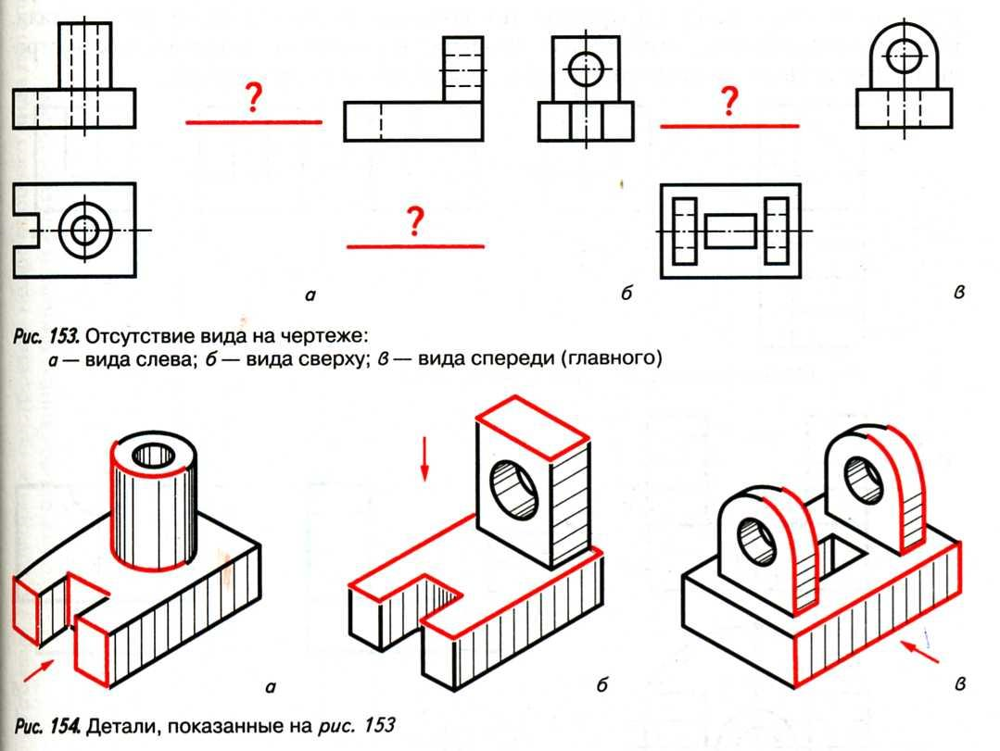 ?
?
?
а
б
в
Рис. 153. Отсутствие вида на чертеже:
а — вида слева; б — вида сверху; в — вида спереди (главного)
а
б
в
Рис. 154. Детали, показанные на рис. 153